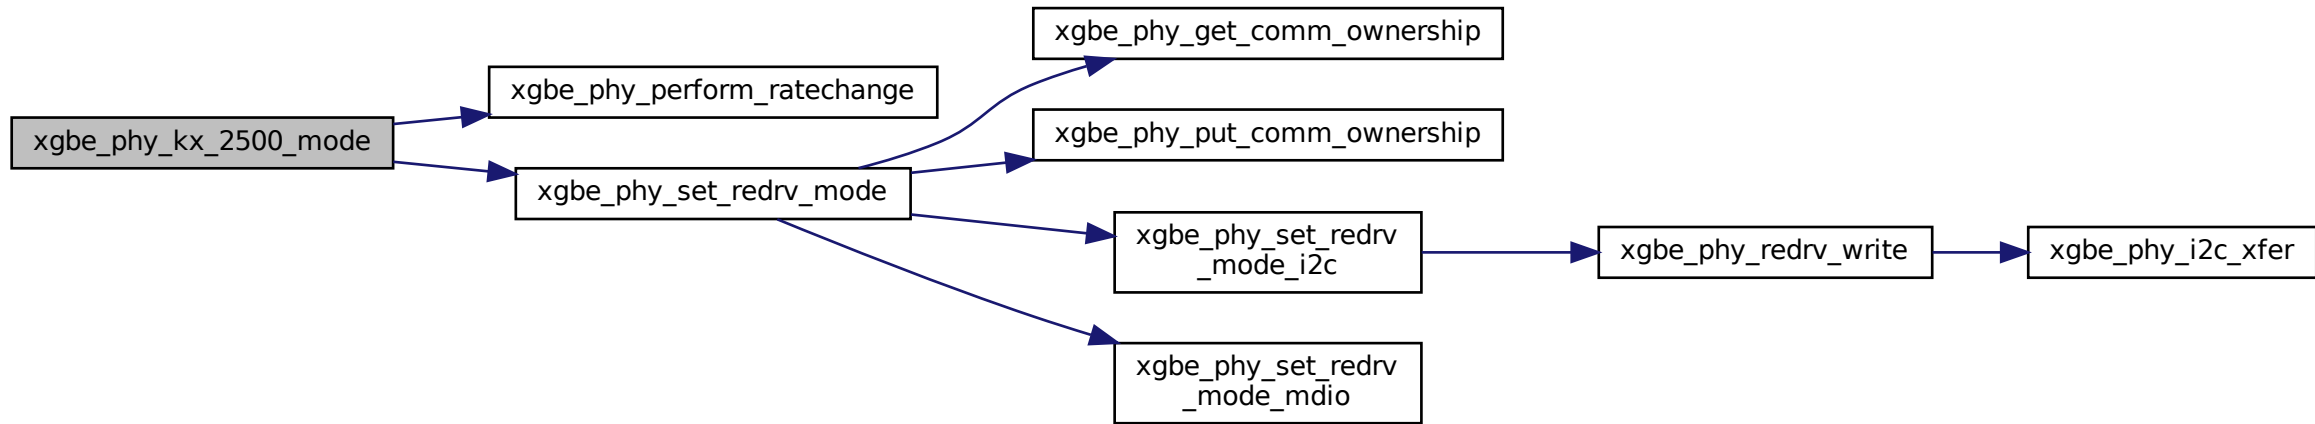 xgbe_phy_kx_2500_mode
xgbe_phy_perform_ratechange
xgbe_phy_set_redrv_mode
xgbe_phy_get_comm_ownership
xgbe_phy_put_comm_ownership
xgbe_phy_set_redrv
_mode_i2c
xgbe_phy_set_redrv
_mode_mdio
xgbe_phy_redrv_write
xgbe_phy_i2c_xfer